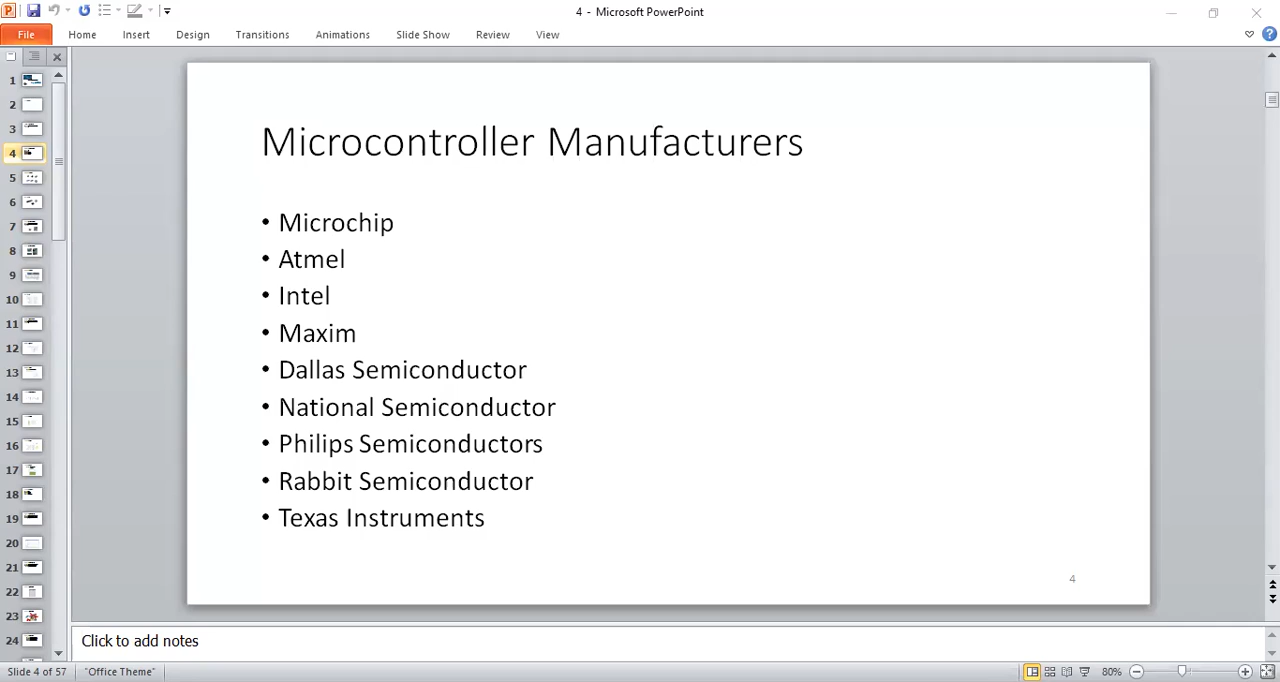 4 - Microsoft PowerPoint
File Home Insert Design Transitions Animations Slide Show Review View
1
2
3
4
5
6
7
8
9
10
11
12
13
14
15
16
17
18
19
20
21
22
23
24
Microcontroller Manufacturers
• Microchip
• Atmel
• Intel
• Maxim
• Dallas Semiconductor
• National Semiconductor
• Philips Semiconductors
• Rabbit Semiconductor
• Texas Instruments
4
Click to add notes
Slide 4 of 57 "Office Theme" 80%